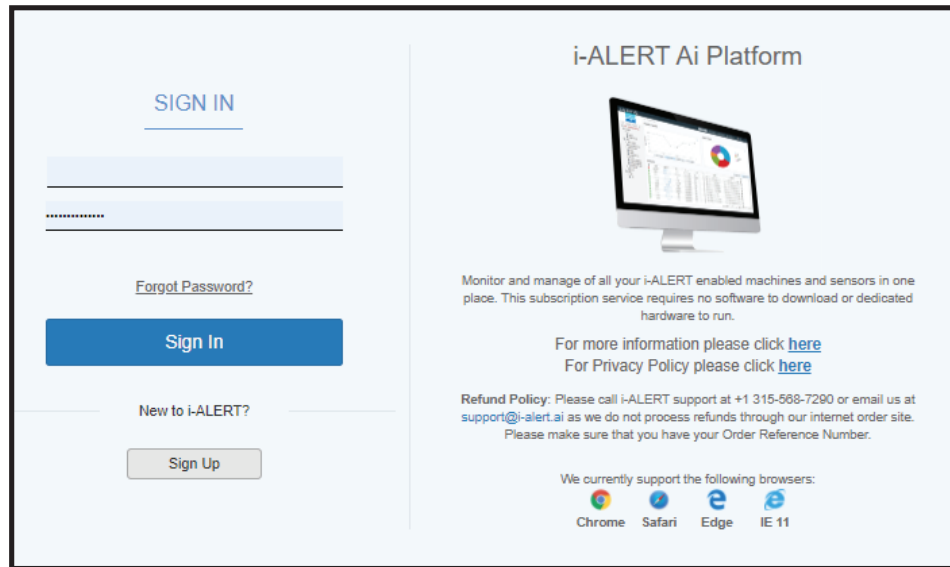 SIGN IN
••••••••••••••
Forgot Password?
Sign In
New to i-ALERT?
Sign Up
i-ALERT Ai Platform
Monitor and manage of all your i-ALERT enabled machines and sensors in one
place. This subscription service requires no software to download or dedicated
hardware to run.
For more information please click here
For Privacy Policy please click here
Refund Policy: Please call i-ALERT support at +1 315-568-7290 or email us at
support@i-alert.ai as we do not process refunds through our internet order site.
Please make sure that you have your Order Reference Number.
We currently support the following browsers:
Chrome Safari Edge IE 11